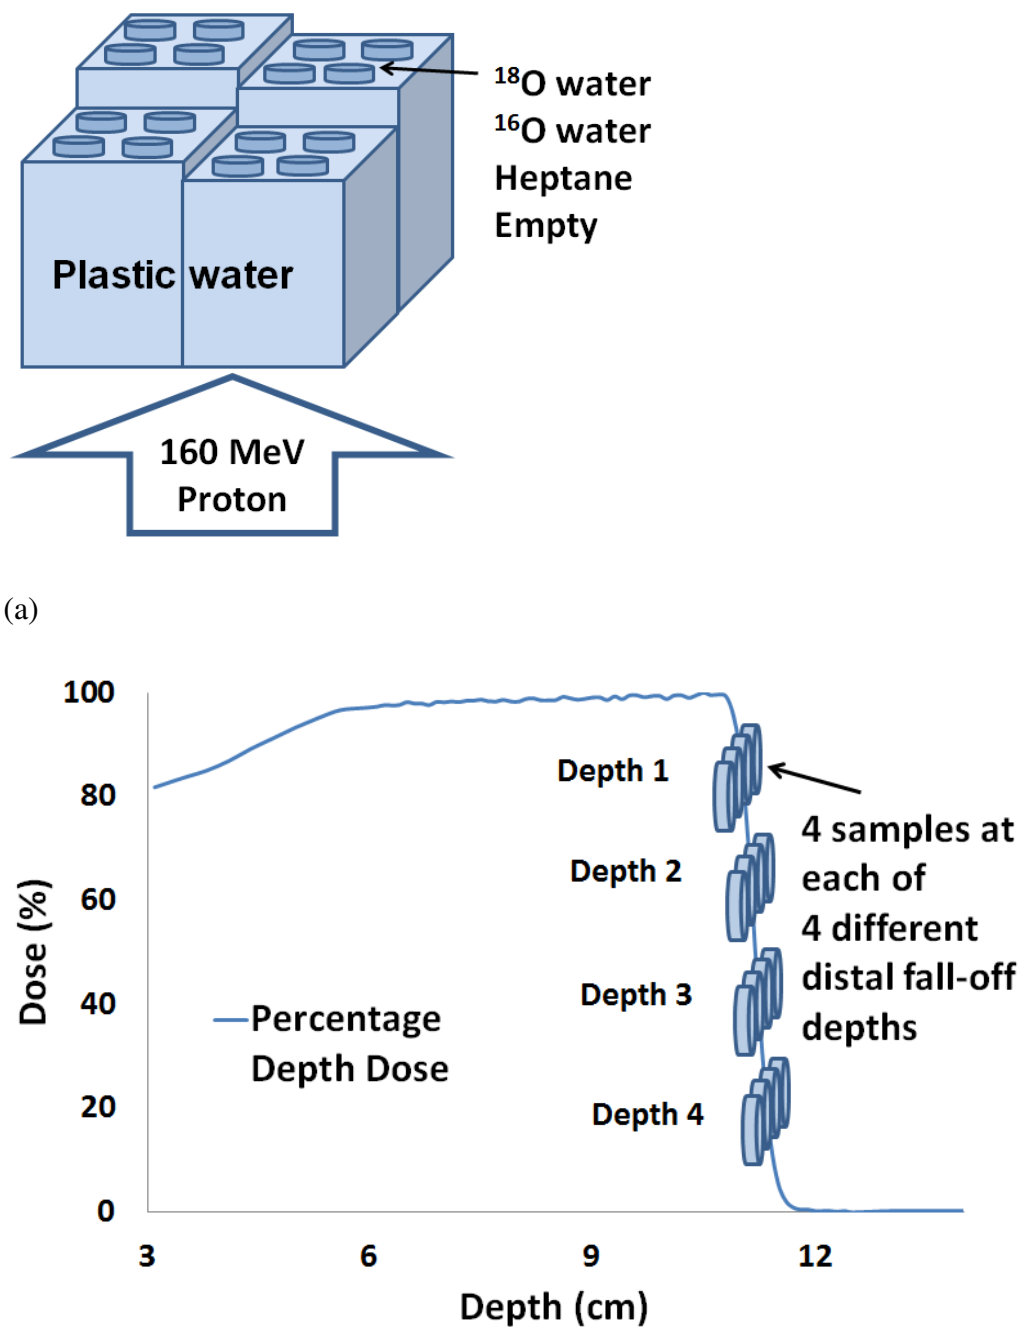 ¹⁸O water
¹⁶O water
Heptane
Empty
Plastic water
160 MeV
Proton
(a)
100
80
60
40
20
0
Dose (%)
Depth 1
Depth 2
Depth 3
Depth 4
4 samples at
each of
4 different
distal fall-off
depths
Percentage
Depth Dose
3 6 9 12
Depth (cm)